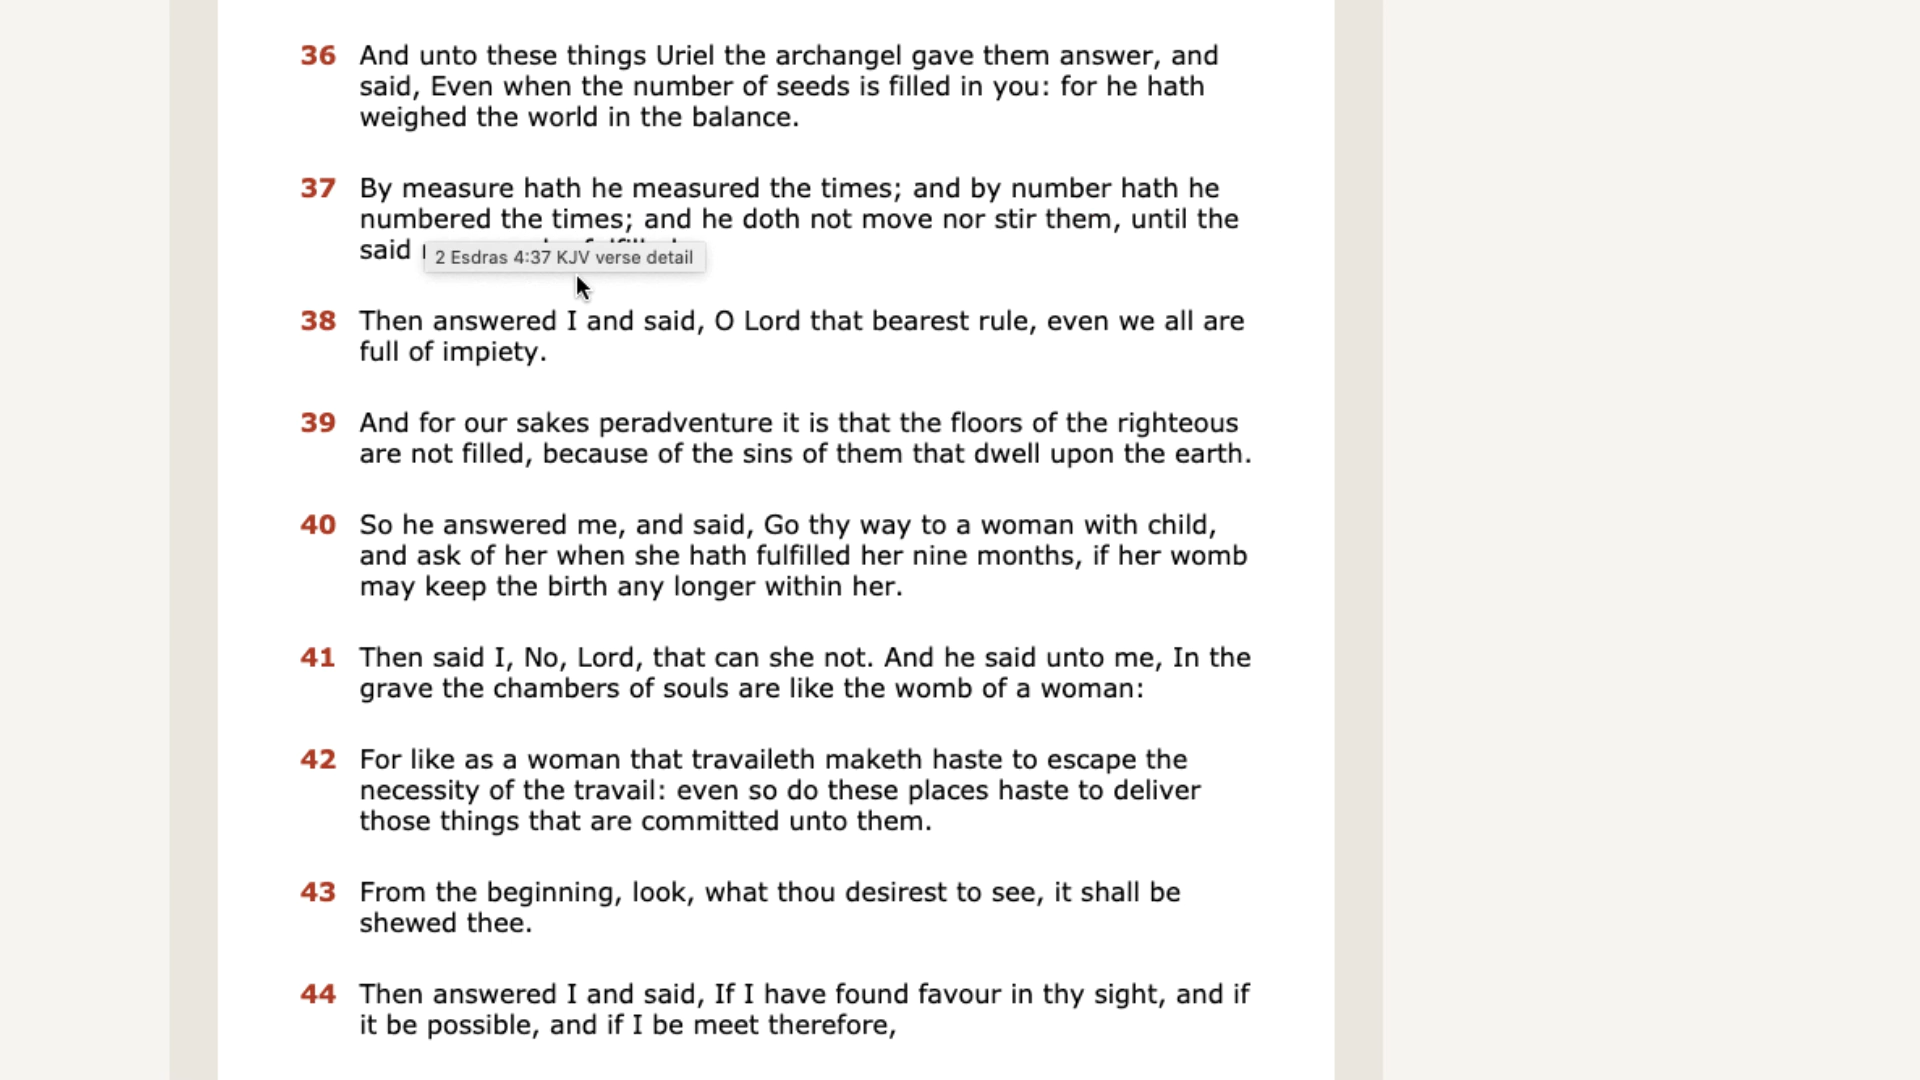 36 And unto these things Uriel the archangel gave them answer, and
said, Even when the number of seeds is filled in you: for he hath
weighed the world in the balance.
37 By measure hath he measured the times; and by number hath he
numbered the times; and he doth not move nor stir them, until the
said
2 Esdras 4:37 KJV verse detail
38 Then answered I and said, O Lord that bearest rule, even we all are
full of impiety.
39 And for our sakes peradventure it is that the floors of the righteous
are not filled, because of the sins of them that dwell upon the earth.
40 So he answered me, and said, Go thy way to a woman with child,
and ask of her when she hath fulfilled her nine months, if her womb
may keep the birth any longer within her.
41 Then said I, No, Lord, that can she not. And he said unto me, In the
grave the chambers of souls are like the womb of a woman:
42 For like as a woman that travaileth maketh haste to escape the
necessity of the travail: even so do these places haste to deliver
those things that are committed unto them.
43 From the beginning, look, what thou desirest to see, it shall be
shewed thee.
44 Then answered I and said, If I have found favour in thy sight, and if
it be possible, and if I be meet therefore,